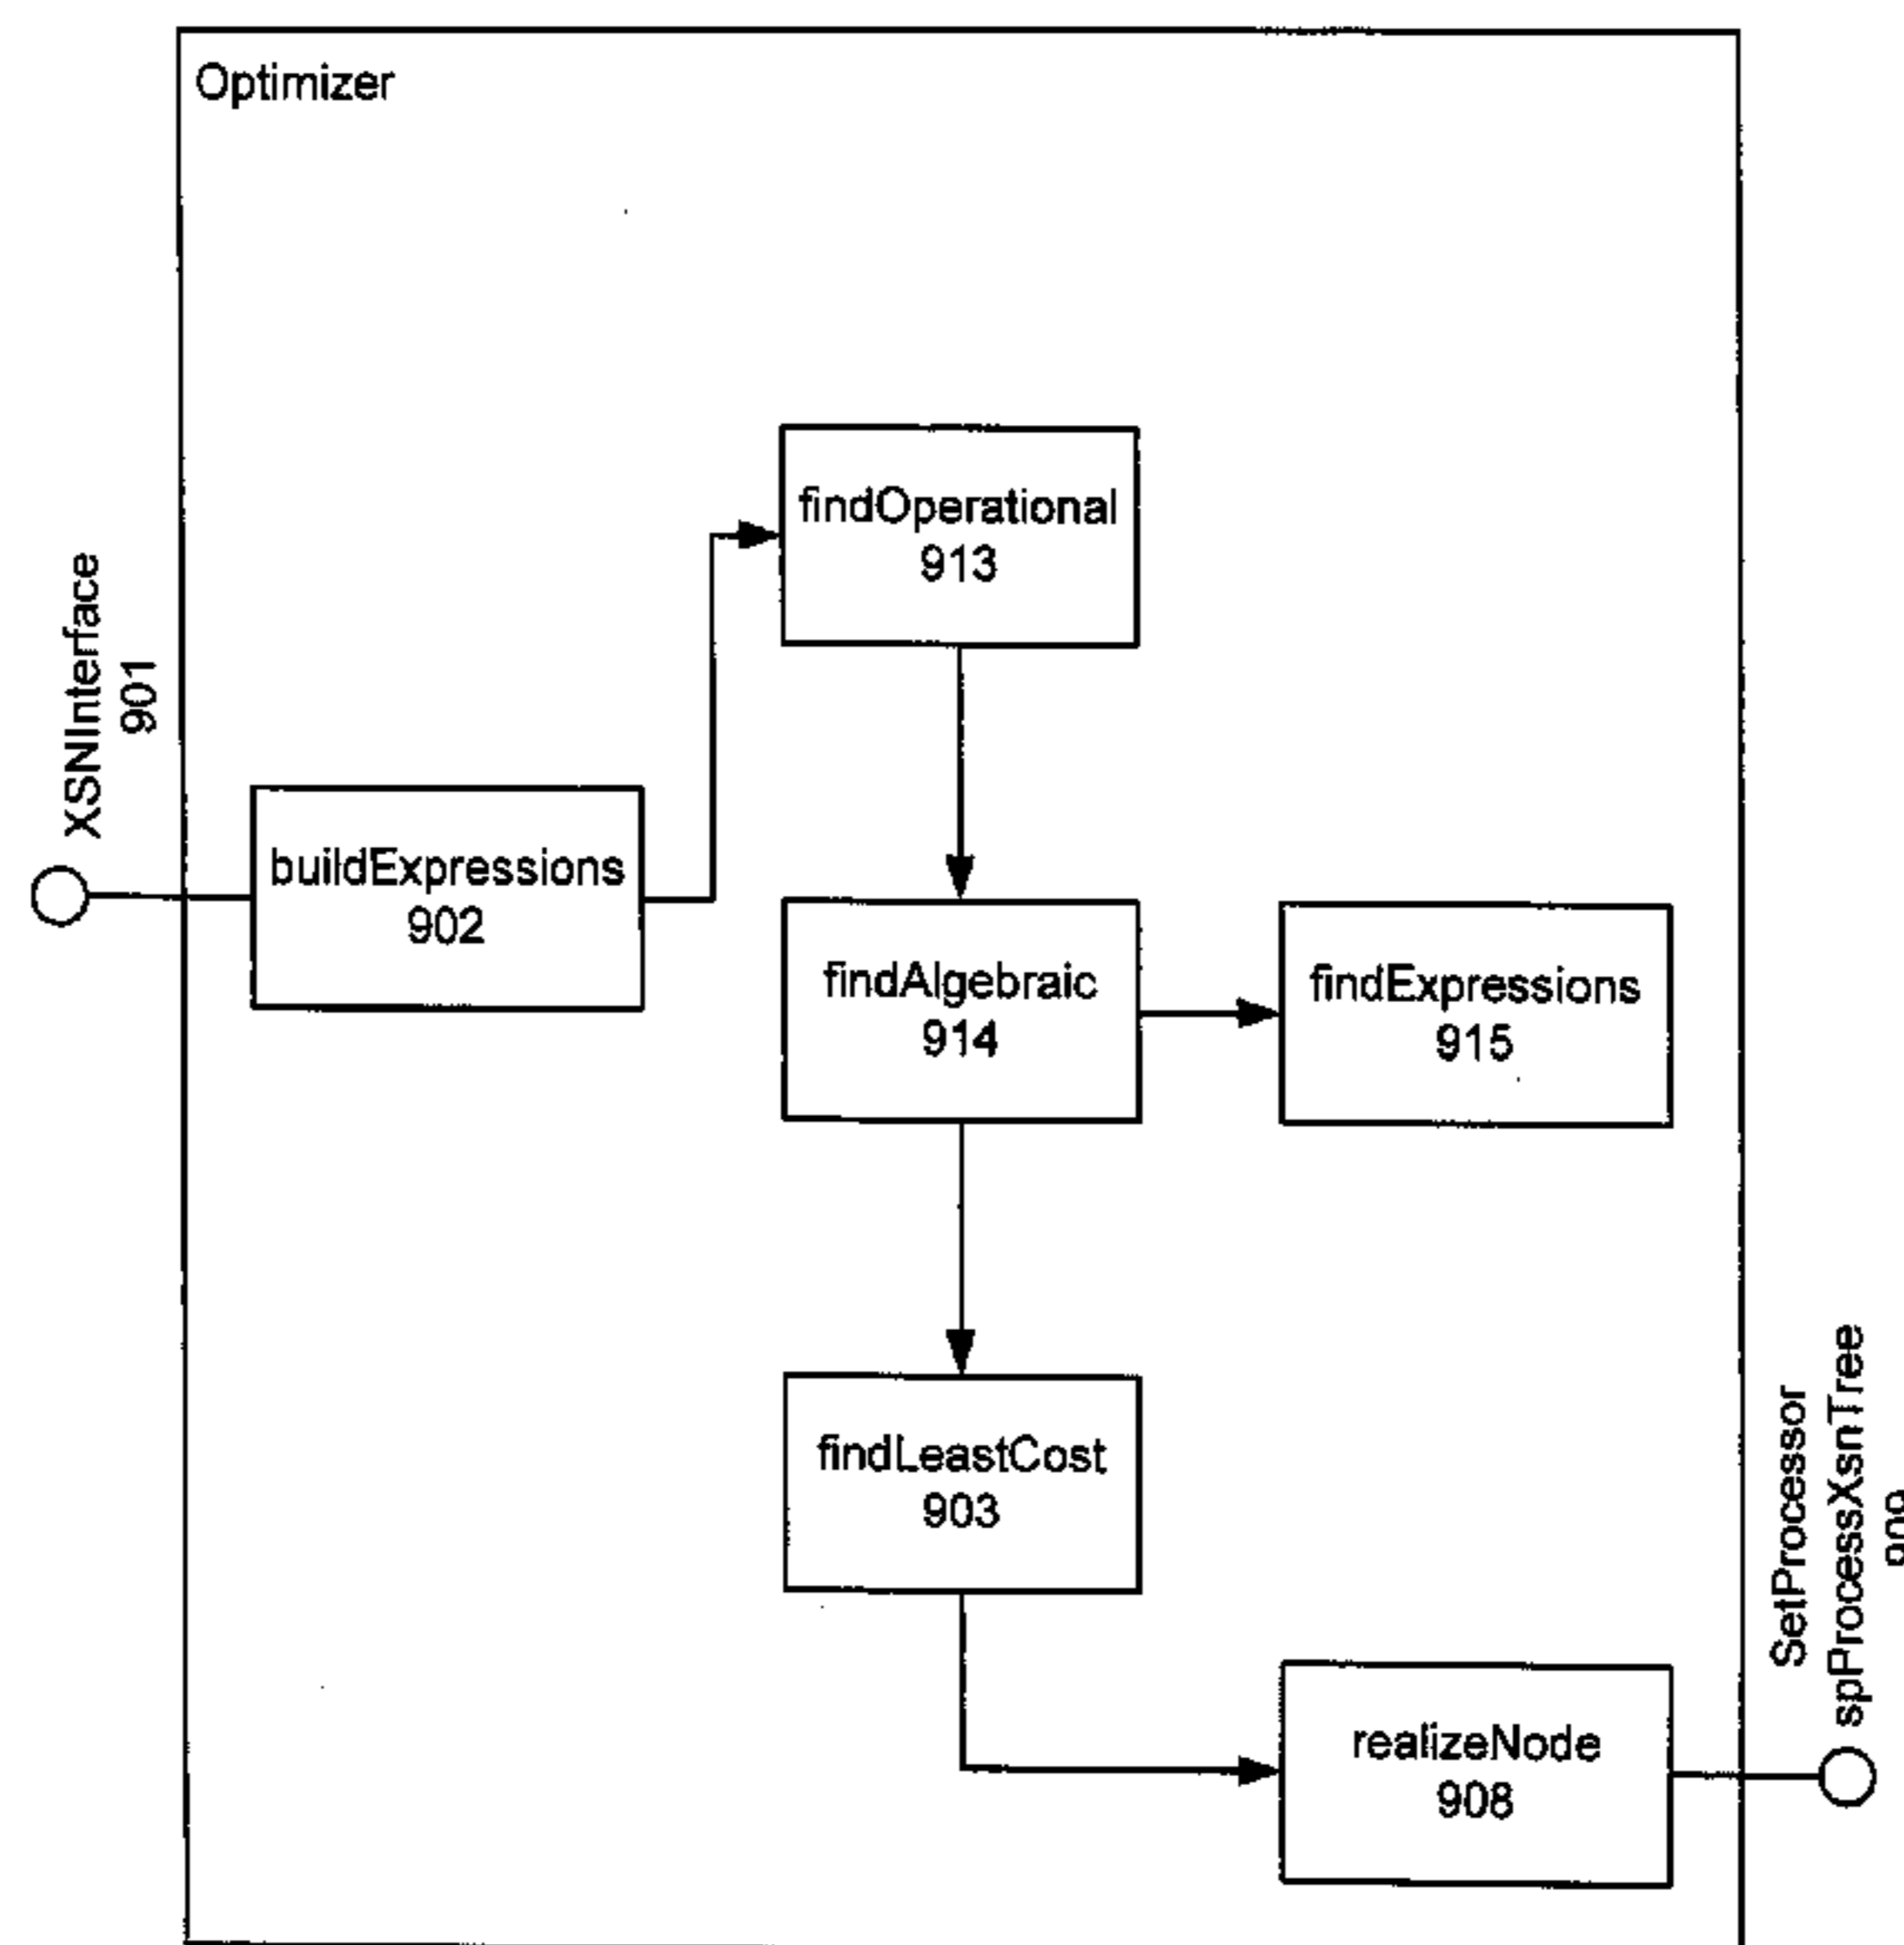 Optimizer
XSNInterface
901
buildExpressions
902
findOperational
913
findAlgebraic
914
findExpressions
915
findLeastCost
903
realizeNode
908
SetProcessor
spProcessXsnTree